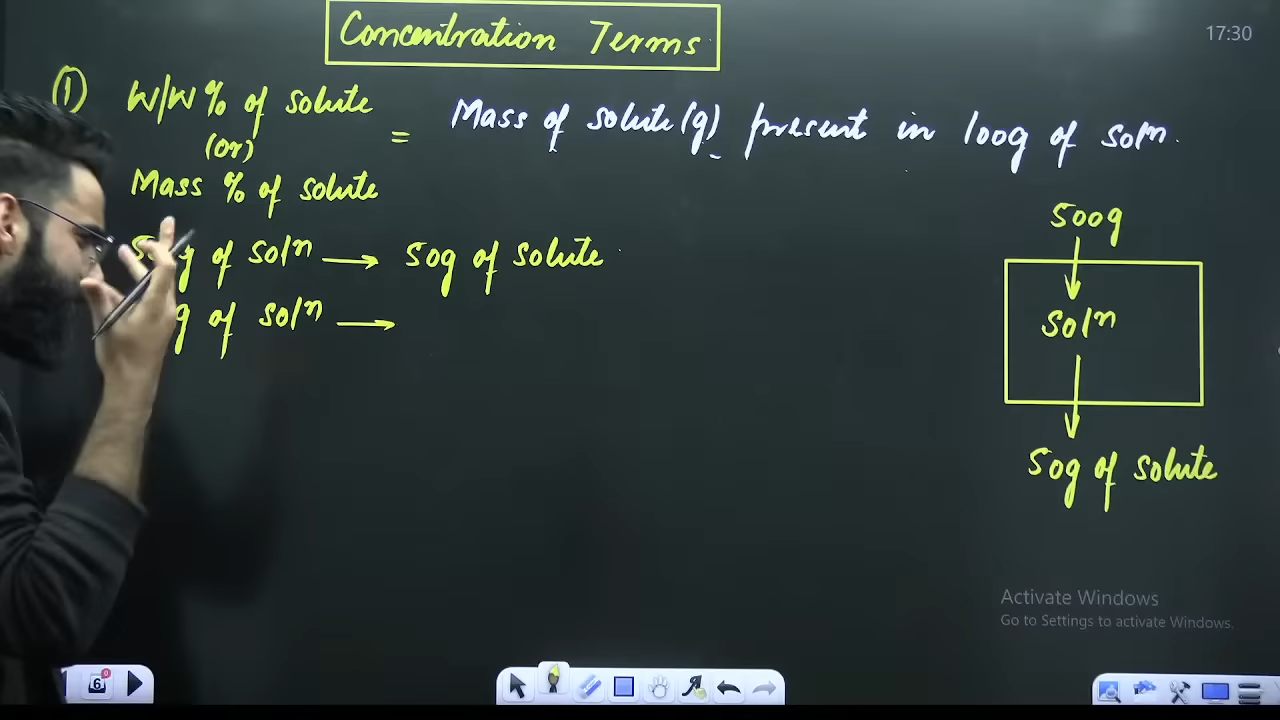 Concentration Terms
17:30
① W/W % of solute
(or)
Mass % of solute
= Mass of solute(g) present in 100g of solⁿ.
g of solⁿ → 50g of solute
g of solⁿ →
500g
solⁿ
50g of solute
Activate Windows
Go to Settings to activate Windows.
6